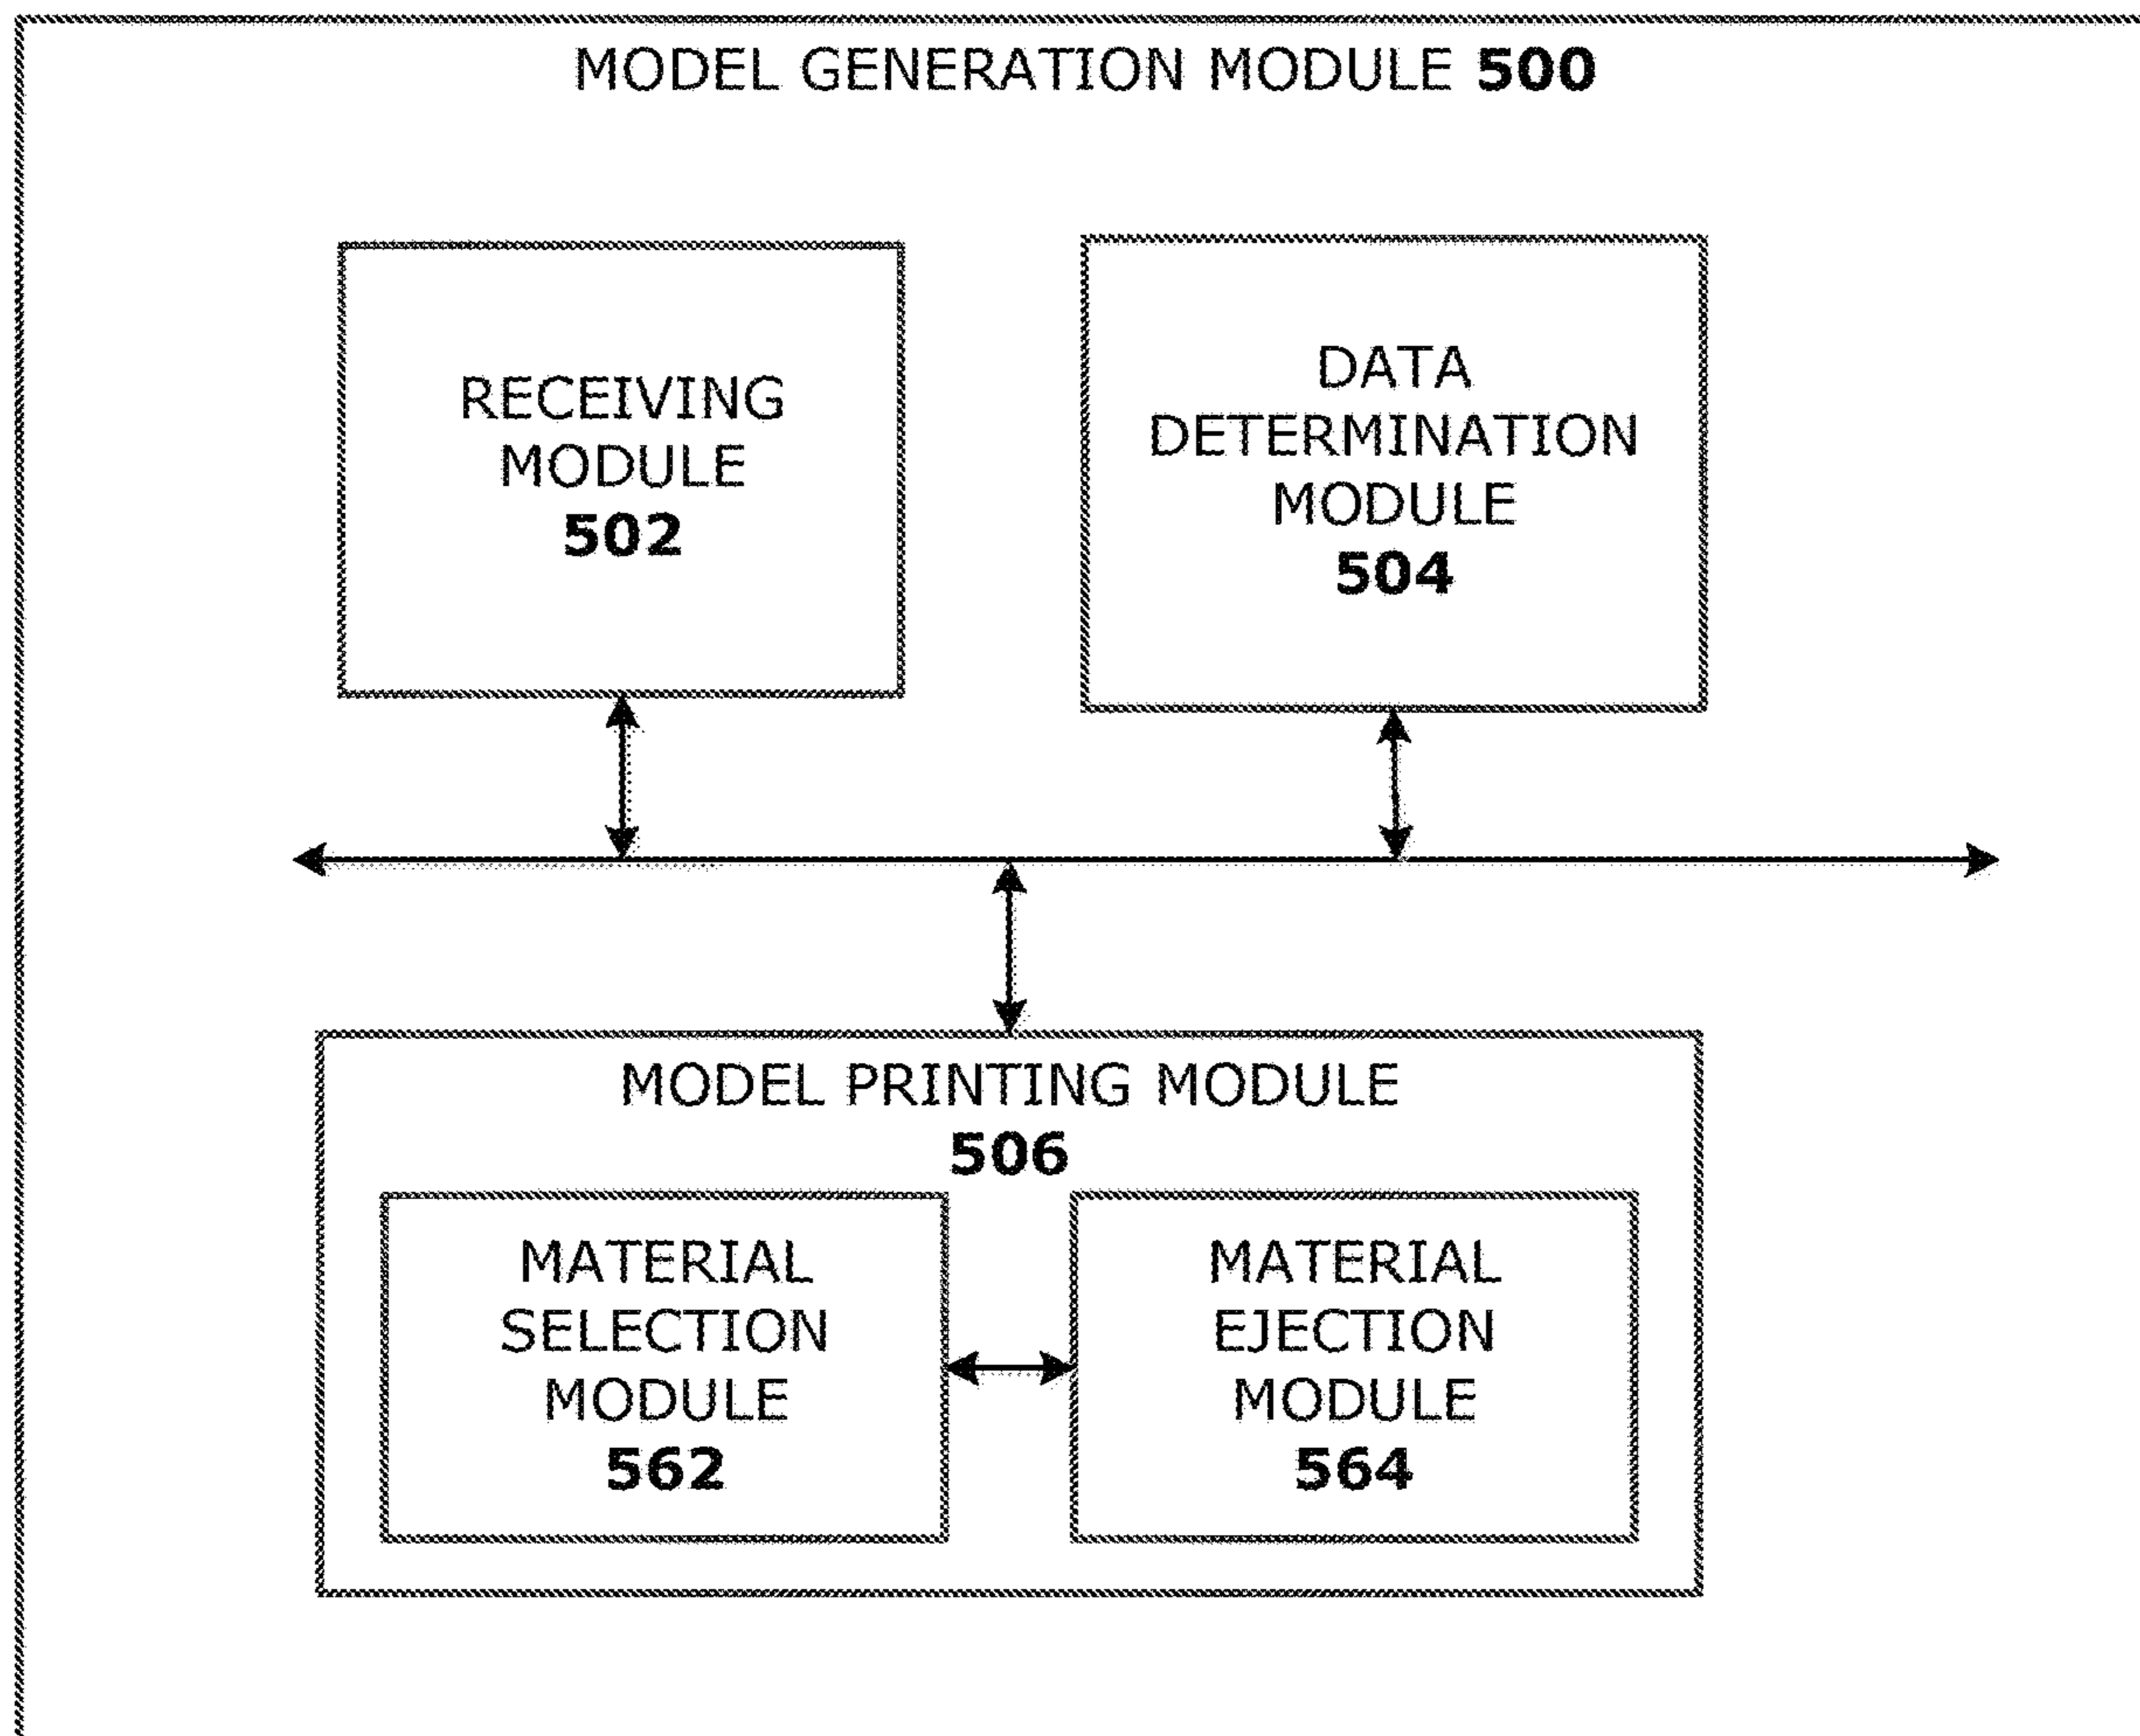 MODEL GENERATION MODULE 500
RECEIVING
MODULE
502
DATA
DETERMINATION
MODULE
504
MODEL PRINTING MODULE
506
MATERIAL
SELECTION
MODULE
562
MATERIAL
EJECTION
MODULE
564